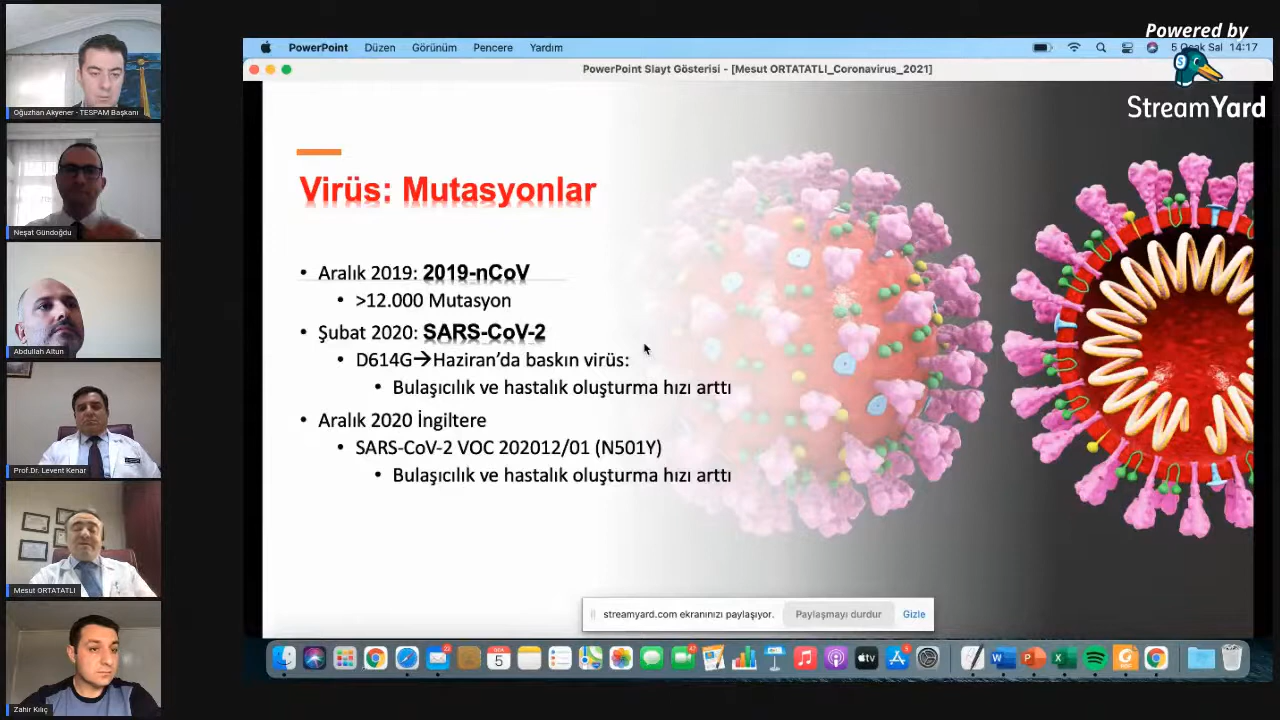 Powered by
StreamYard
PowerPoint Düzen Görünüm Pencere Yardım
5 Ocak Sal 14:17
PowerPoint Slayt Gösterisi - [Mesut ORTATATLI_Coronavirus_2021]
Virüs: Mutasyonlar
• Aralık 2019: 2019-nCoV
• >12.000 Mutasyon
• Şubat 2020: SARS-CoV-2
• D614G→Haziran’da baskın virüs:
• Bulaşıcılık ve hastalık oluşturma hızı arttı
• Aralık 2020 İngiltere
• SARS-CoV-2 VOC 202012/01 (N501Y)
• Bulaşıcılık ve hastalık oluşturma hızı arttı
streamyard.com ekranınızı paylaşıyor. Paylaşmayı durdur Gizle
Oğuzhan Akyener - TESPAM Başkanı
Neşat Gündoğdu
Abdullah Altun
Prof.Dr. Levent Kenar
Mesut ORTATATLI
Zahir Kılıç
5
tv